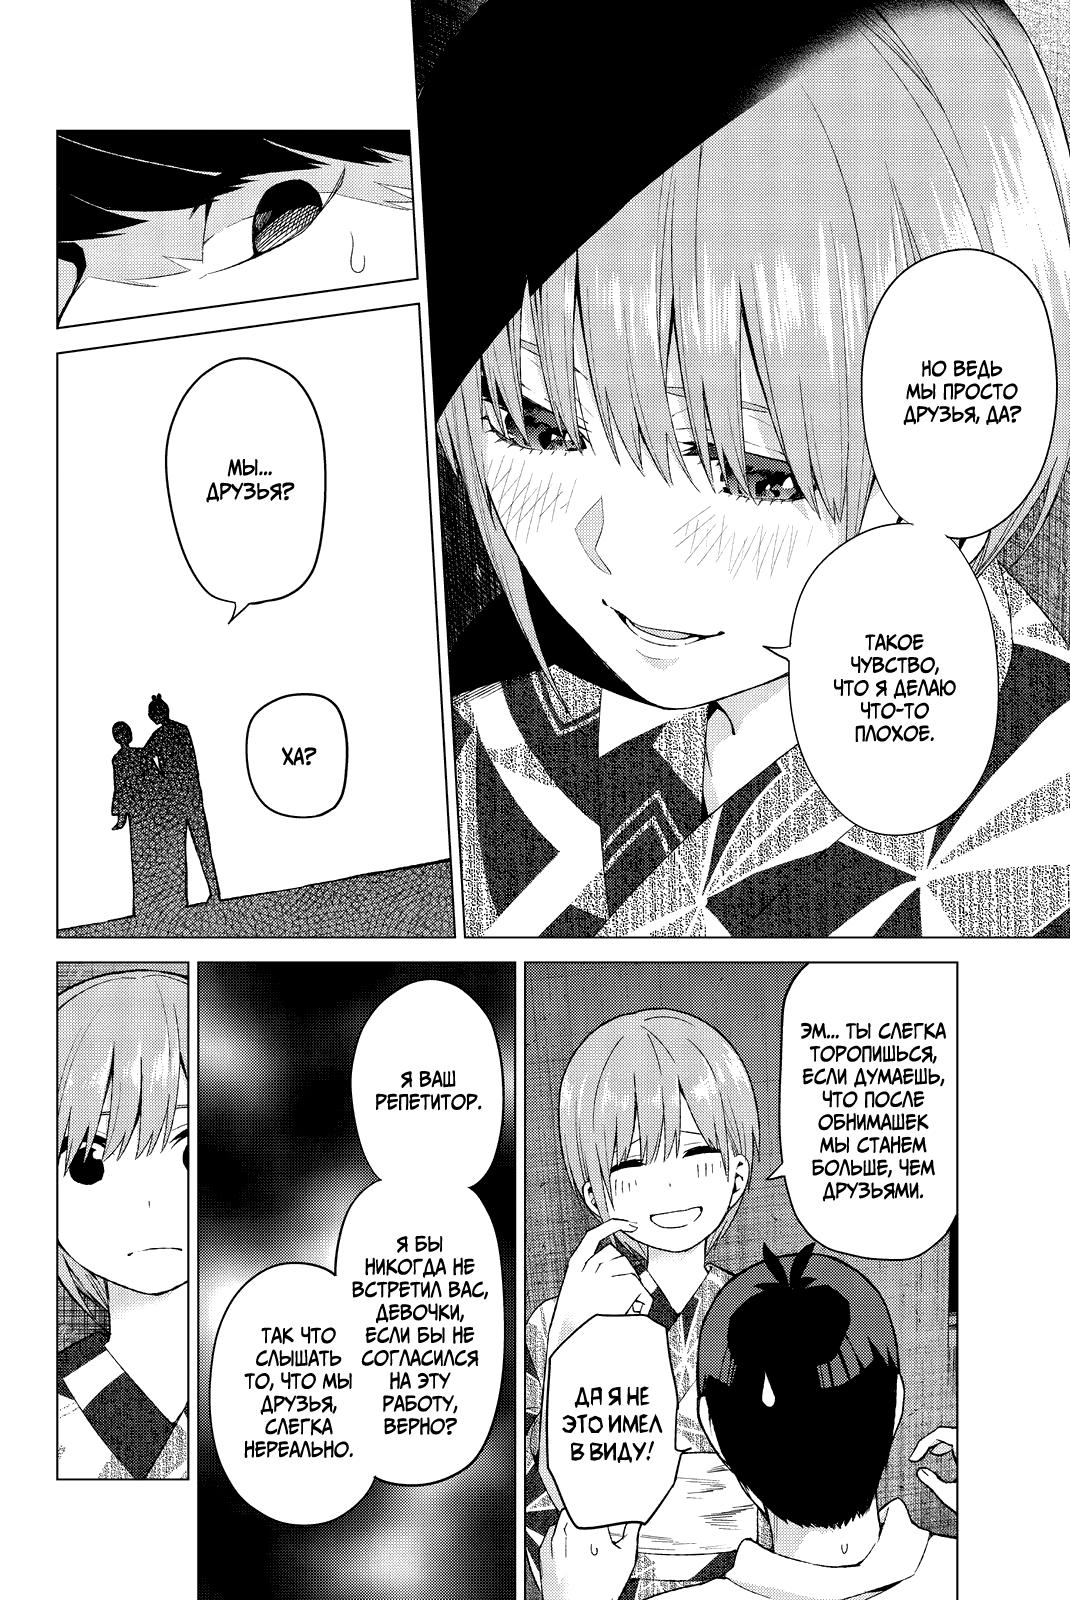 НО ВЕДЬ
МЫ ПРОСТО
ДРУЗЬЯ, ДА?
ТАКОЕ
ЧУВСТВО,
ЧТО Я ДЕЛАЮ
ЧТО-ТО
ПЛОХОЕ.
МЫ...
ДРУЗЬЯ?
ХА?
ЭМ... ТЫ СЛЕГКА
ТОРОПИШЬСЯ,
ЕСЛИ ДУМАЕШЬ,
ЧТО ПОСЛЕ
ОБНИМАШЕК
МЫ СТАНЕМ
БОЛЬШЕ, ЧЕМ
ДРУЗЬЯМИ.
ДА Я НЕ
ЭТО ИМЕЛ
В ВИДУ!
Я ВАШ
РЕПЕТИТОР.
Я БЫ
НИКОГДА НЕ
ВСТРЕТИЛ ВАС,
ДЕВОЧКИ,
ЕСЛИ БЫ НЕ
СОГЛАСИЛСЯ
НА ЭТУ
РАБОТУ,
ВЕРНО?
ТАК ЧТО
СЛЫШАТЬ
ТО, ЧТО МЫ
ДРУЗЬЯ,
СЛЕГКА
НЕРЕАЛЬНО.